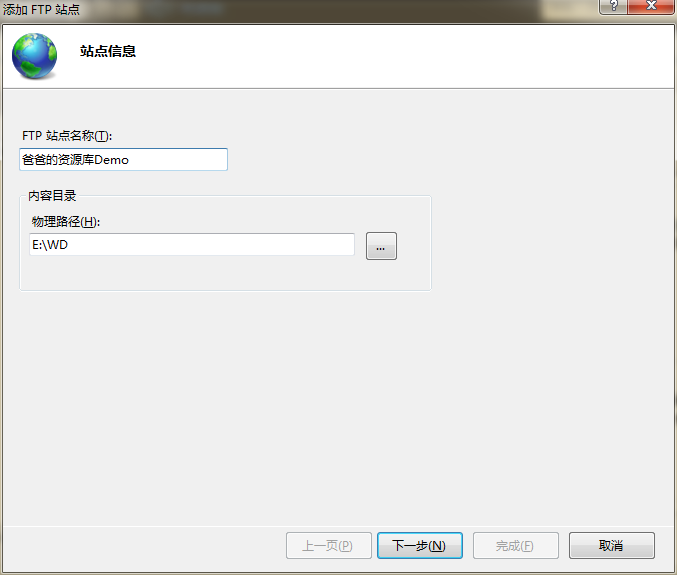 添加 FTP 站点
?
站点信息
FTP 站点名称(T):
爸爸的资源库Demo
内容目录
物理路径(H):
E:\WD
...
上一页(P)
下一步(N)
完成(F)
取消